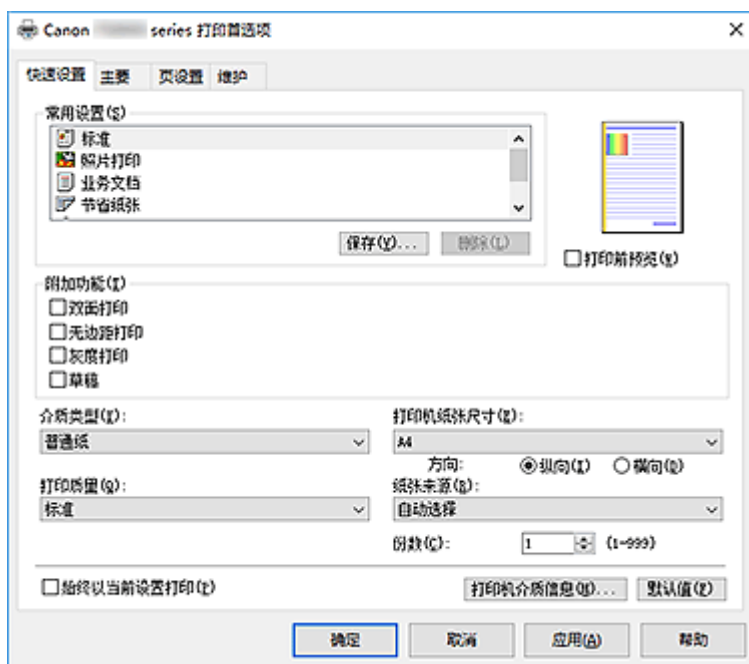 Canon series 打印首选项
快速设置 主要 页设置 维护
常用设置(S)
标准
照片打印
业务文档
节省纸张
保存(V)... 删除(L)
打印前预览(W)
附加功能(I)
双面打印
无边距打印
灰度打印
草稿
介质类型(Y): 打印机纸张尺寸(Z):
普通纸 A4
方向: 纵向(I) 横向(D)
打印质量(Q): 纸张来源(B):
标准 自动选择
份数(C): 1 (1-999)
始终以当前设置打印(T)
打印机介质信息(M)... 默认值(F)
确定 取消 应用(A) 帮助